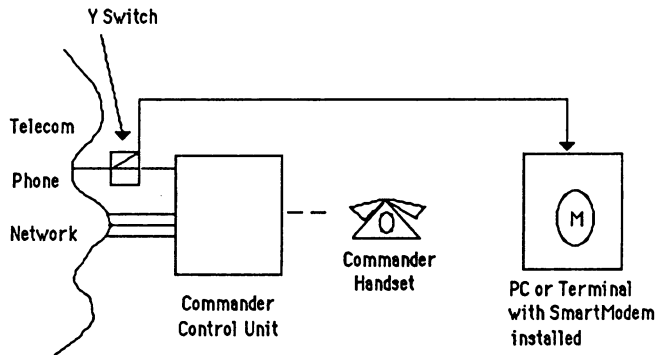 Y Switch
Telecom
Phone
Network
M
Commander
Handset
Commander
Control Unit
PC or Terminal
with SmartModem
installed